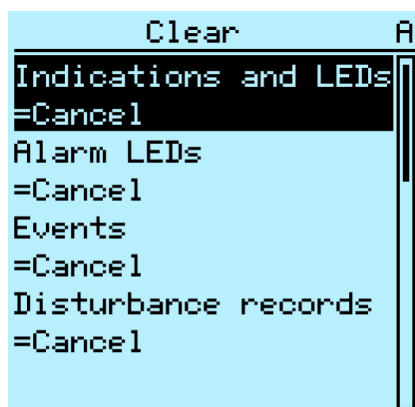 Clear A
Indications and LEDs
=Cancel
Alarm LEDs
=Cancel
Events
=Cancel
Disturbance records
=Cancel